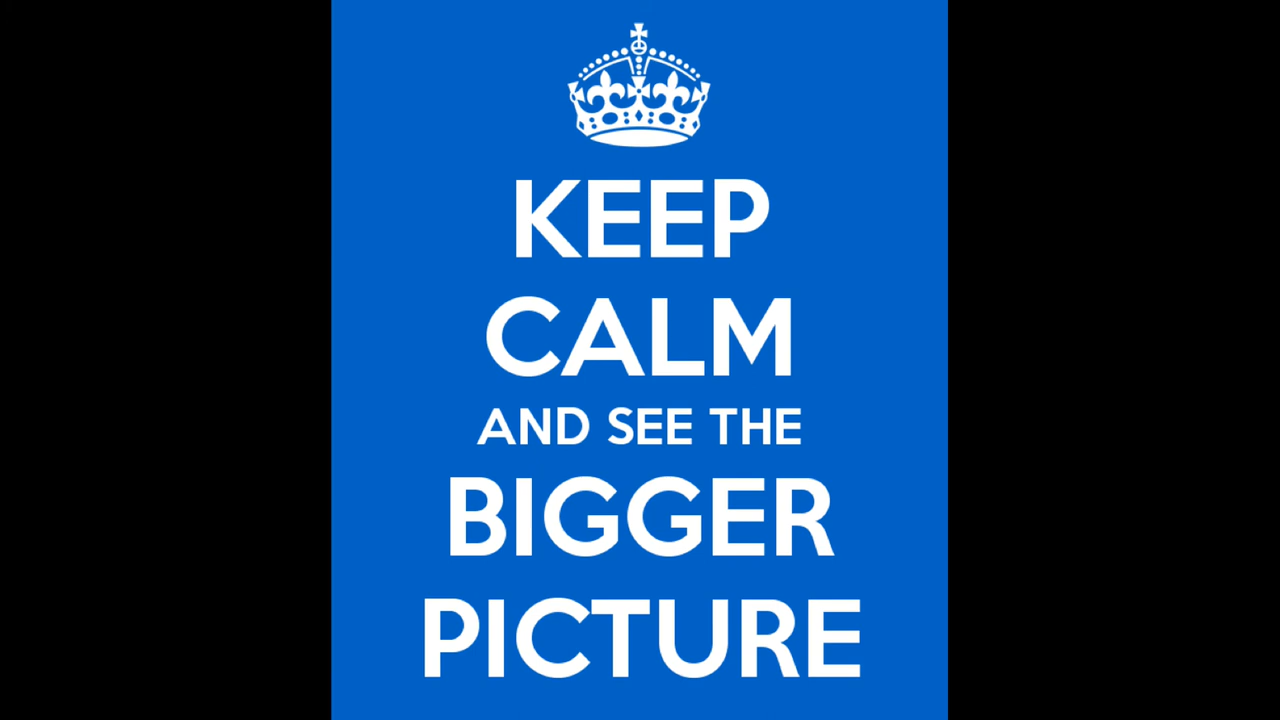 KEEP
CALM
AND SEE THE
BIGGER
PICTURE